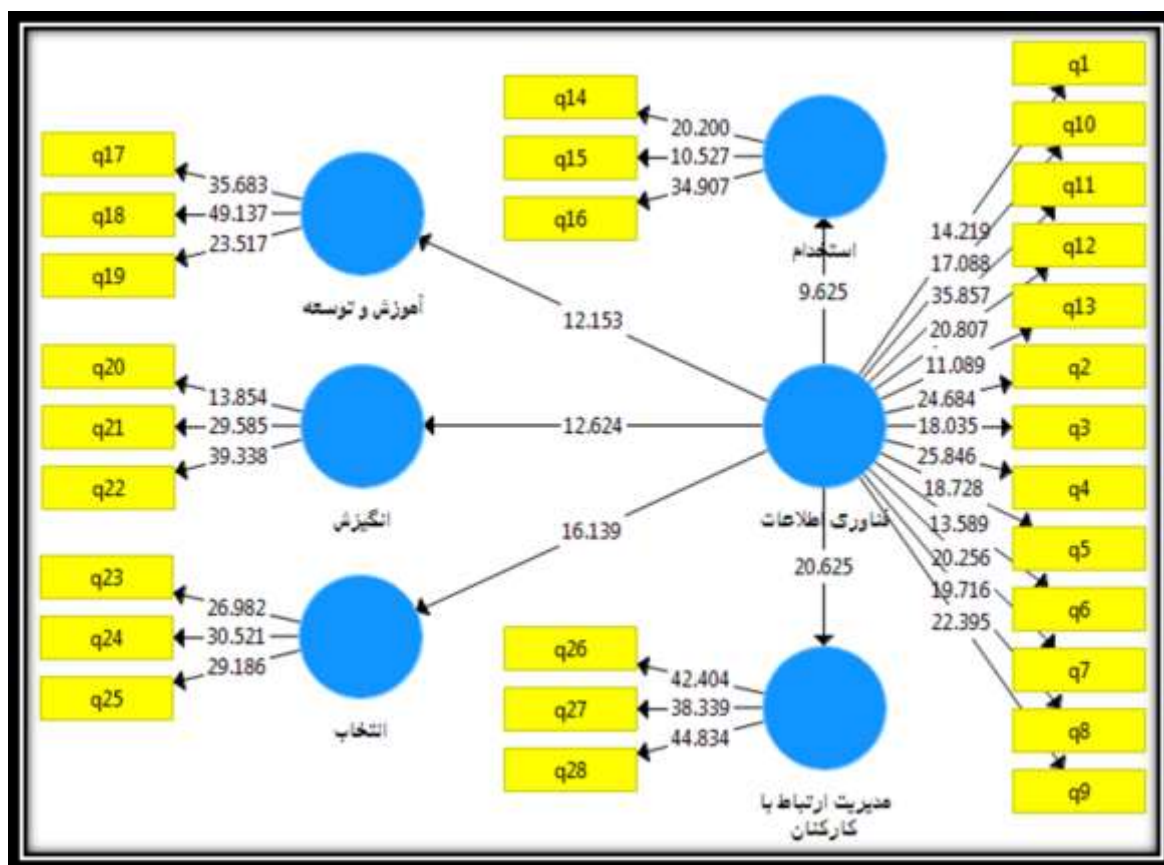 q1
q14
q10
20.200
q17
q15
10.527
q11
35.683
34.907
q18
49.137
q16
14.219
q12
23.517
استخدام
17.088
q19
9.625
35.857
q13
آموزش و توسعه
12.153
20.807
11.089
q20
q2
13.854
24.684
q21
29.585
12.624
18.035
q3
39.338
25.846
q22
18.728
q4
انگیزش
فناوری اطلاعات
13.589
16.139
20.256
q5
q23
20.625
19.716
26.982
q6
q24
30.521
22.395
29.186
q26
q25
42.404
q7
q27
38.339
انتخاب
44.834
q8
q28
q9
مدیریت ارتباط با
کارکنان